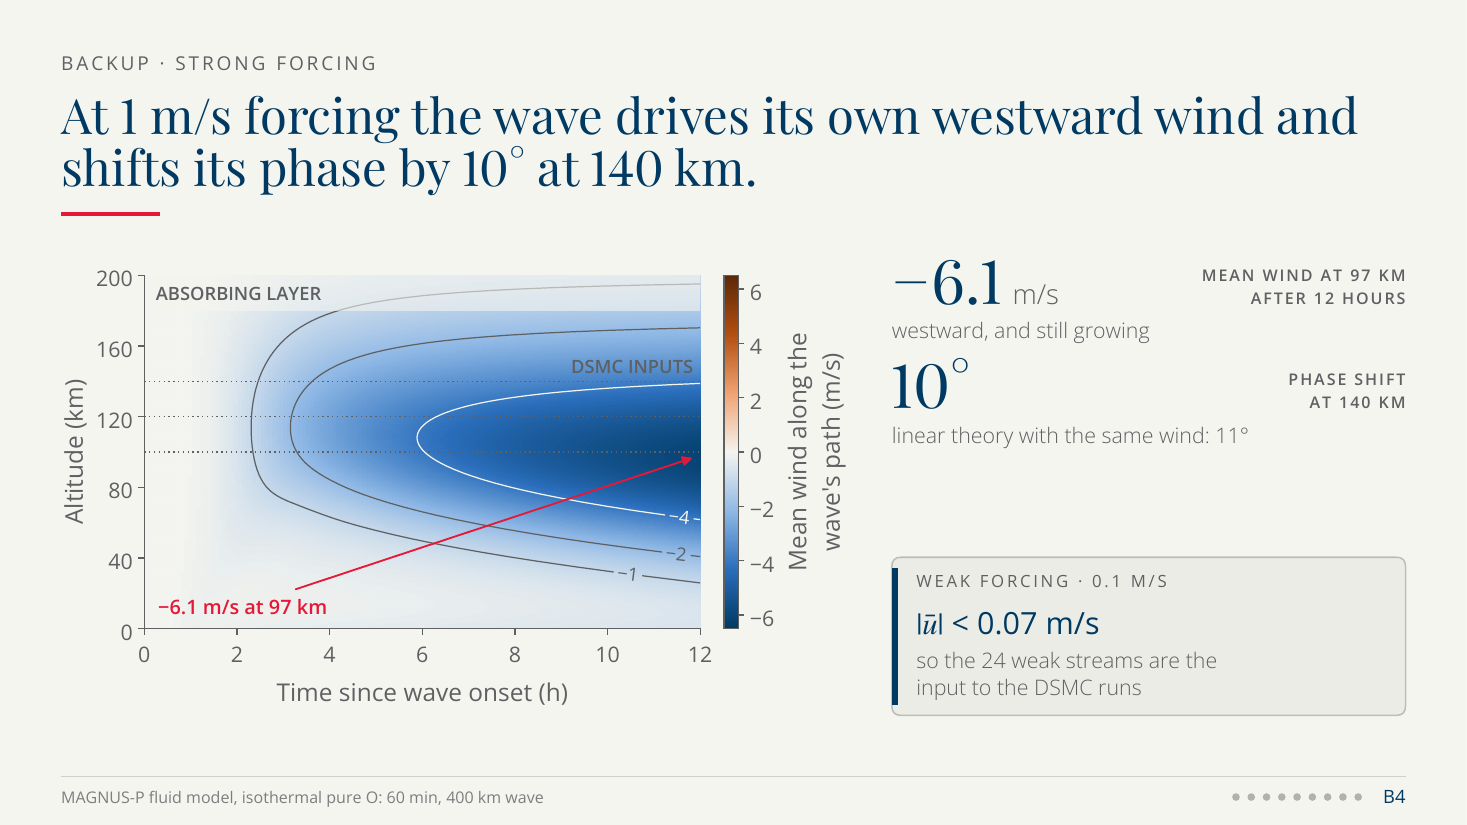 BACKUP · STRONG FORCING
At 1 m/s forcing the wave drives its own westward wind and
shifts its phase by 10° at 140 km.
200
160
120
80
40
0
Altitude (km)
ABSORBING LAYER
DSMC INPUTS
−4
−2
−1
−6.1 m/s at 97 km
0 2 4 6 8 10 12
Time since wave onset (h)
6
4
2
0
−2
−4
−6
Mean wind along the
wave's path (m/s)
−6.1 m/s
MEAN WIND AT 97 KM
AFTER 12 HOURS
westward, and still growing
10°
PHASE SHIFT
AT 140 KM
linear theory with the same wind: 11°
WEAK FORCING · 0.1 M/S
|ū| < 0.07 m/s
so the 24 weak streams are the
input to the DSMC runs
MAGNUS-P fluid model, isothermal pure O: 60 min, 400 km wave
B4